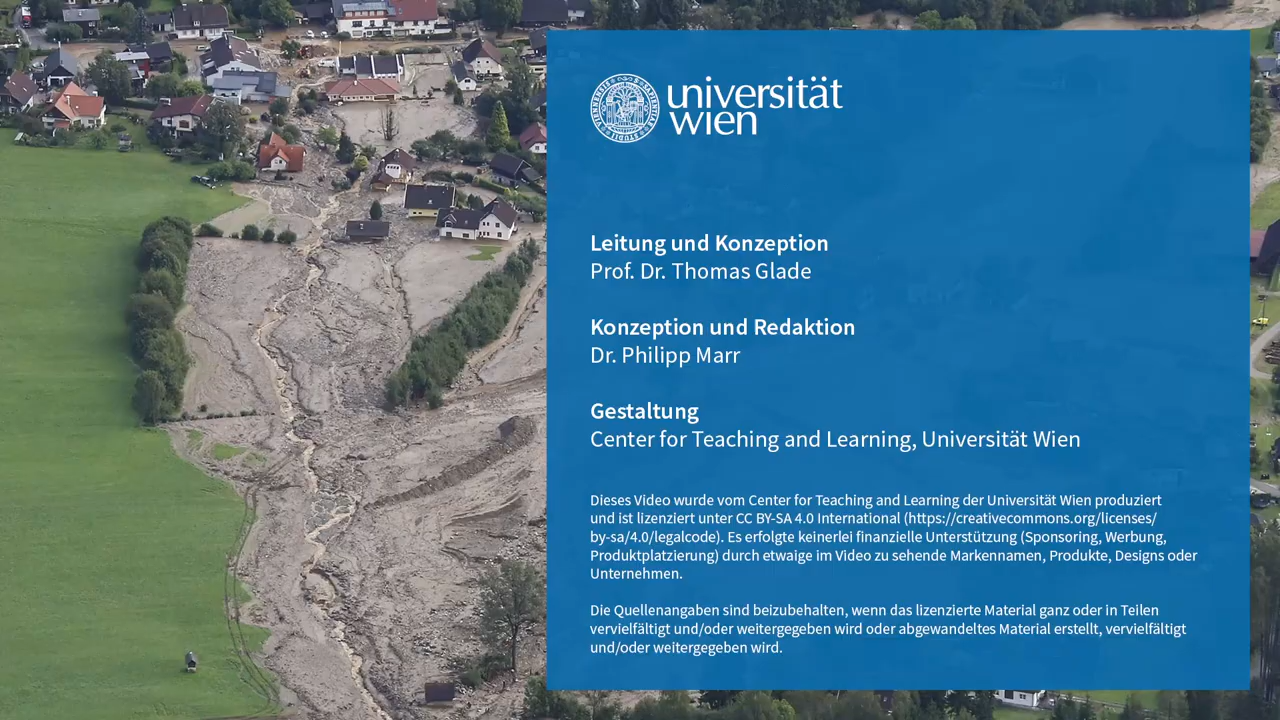 universität
wien
Leitung und Konzeption
Prof. Dr. Thomas Glade
Konzeption und Redaktion
Dr. Philipp Marr
Gestaltung
Center for Teaching and Learning, Universität Wien
Dieses Video wurde vom Center for Teaching and Learning der Universität Wien produziert
und ist lizenziert unter CC BY-SA 4.0 International (https://creativecommons.org/licenses/
by-sa/4.0/legalcode). Es erfolgte keinerlei finanzielle Unterstützung (Sponsoring, Werbung,
Produktplatzierung) durch etwaige im Video zu sehende Markennamen, Produkte, Designs oder
Unternehmen.
Die Quellenangaben sind beizubehalten, wenn das lizenzierte Material ganz oder in Teilen
vervielfältigt und/oder weitergegeben wird oder abgewandeltes Material erstellt, vervielfältigt
und/oder weitergegeben wird.